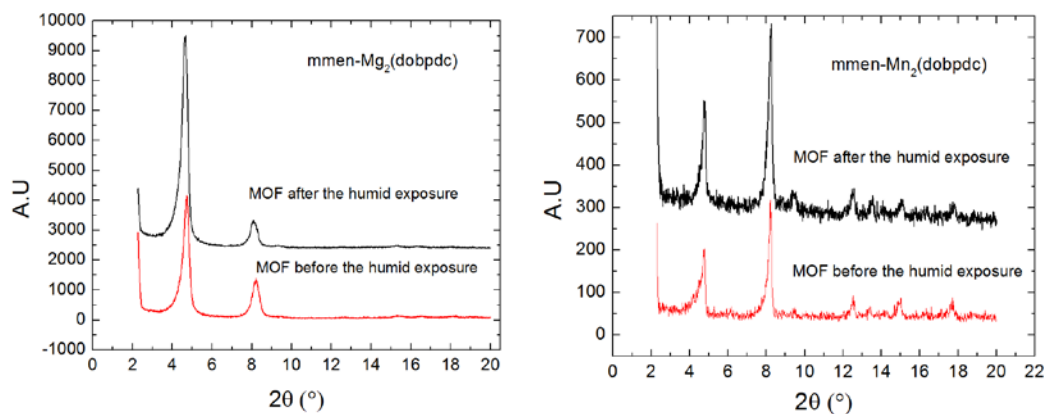 10000
9000
8000
7000
6000
5000
4000
3000
2000
1000
0
-1000
A.U
mmen-Mg₂(dobpdc)
MOF after the humid exposure
MOF before the humid exposure
0 2 4 6 8 10 12 14 16 18 20
2θ (°)
700
600
500
400
300
200
100
0
A.U
mmen-Mn₂(dobpdc)
MOF after the humid exposure
MOF before the humid exposure
0 2 4 6 8 10 12 14 16 18 20 22
2θ (°)